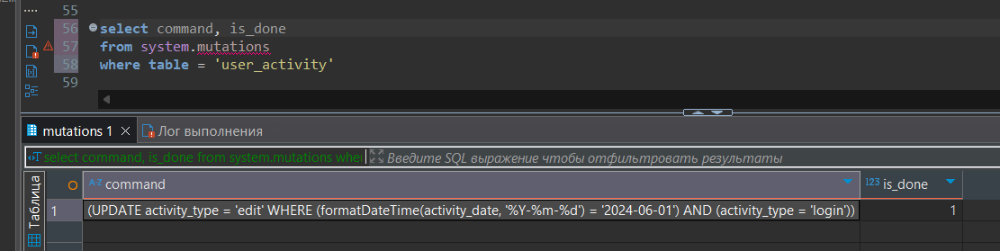 55
56 select command, is_done
57 from system.mutations
58 where table = 'user_activity'
59
mutations 1 Лог выполнения
select command, is_done from system.mutations wher Введите SQL выражение чтобы отфильтровать результаты
Таблица
A-Z command 123 is_done
1 (UPDATE activity_type = 'edit' WHERE (formatDateTime(activity_date, '%Y-%m-%d') = '2024-06-01') AND (activity_type = 'login')) 1